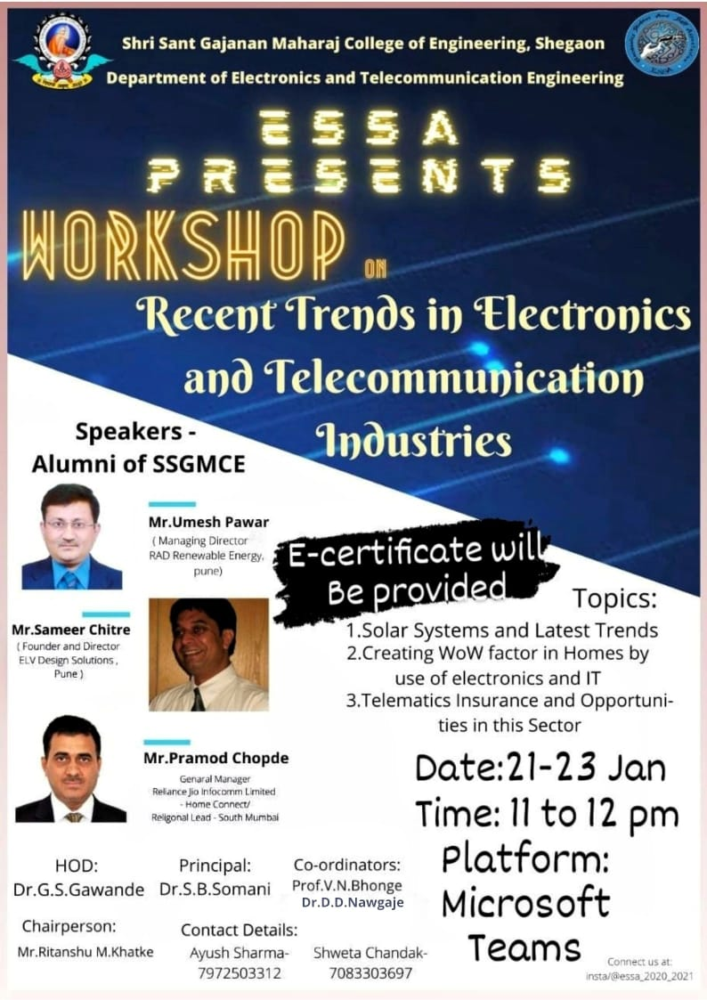 Shri Sant Gajanan Maharaj College of Engineering, Shegaon
Department of Electronics and Telecommunication Engineering
ESSA
PRESENTS
WORKSHOP ON
Recent Trends in Electronics
and Telecommunication
Industries
Speakers -
Alumni of SSGMCE
Mr.Umesh Pawar
( Managing Director
RAD Renewable Energy,
pune)
E-certificate will
Be provided
Mr.Sameer Chitre
( Founder and Director
ELV Design Solutions ,
Pune )
Topics:
1.Solar Systems and Latest Trends
2.Creating WoW factor in Homes by
use of electronics and IT
3.Telematics Insurance and Opportuni-
ties in this Sector
Mr.Pramod Chopde
Genaral Manager
Reliance Jio Infocomm Limited
- Home Connect/
Religonal Lead - South Mumbai
Date:21-23 Jan
Time: 11 to 12 pm
Platform:
Microsoft
Teams
HOD:
Dr.G.S.Gawande
Principal:
Dr.S.B.Somani
Co-ordinators:
Prof.V.N.Bhonge
Dr.D.D.Nawgaje
Chairperson:
Mr.Ritanshu M.Khatke
Contact Details:
Ayush Sharma-
7972503312
Shweta Chandak-
7083303697
Connect us at:
insta/@essa_2020_2021